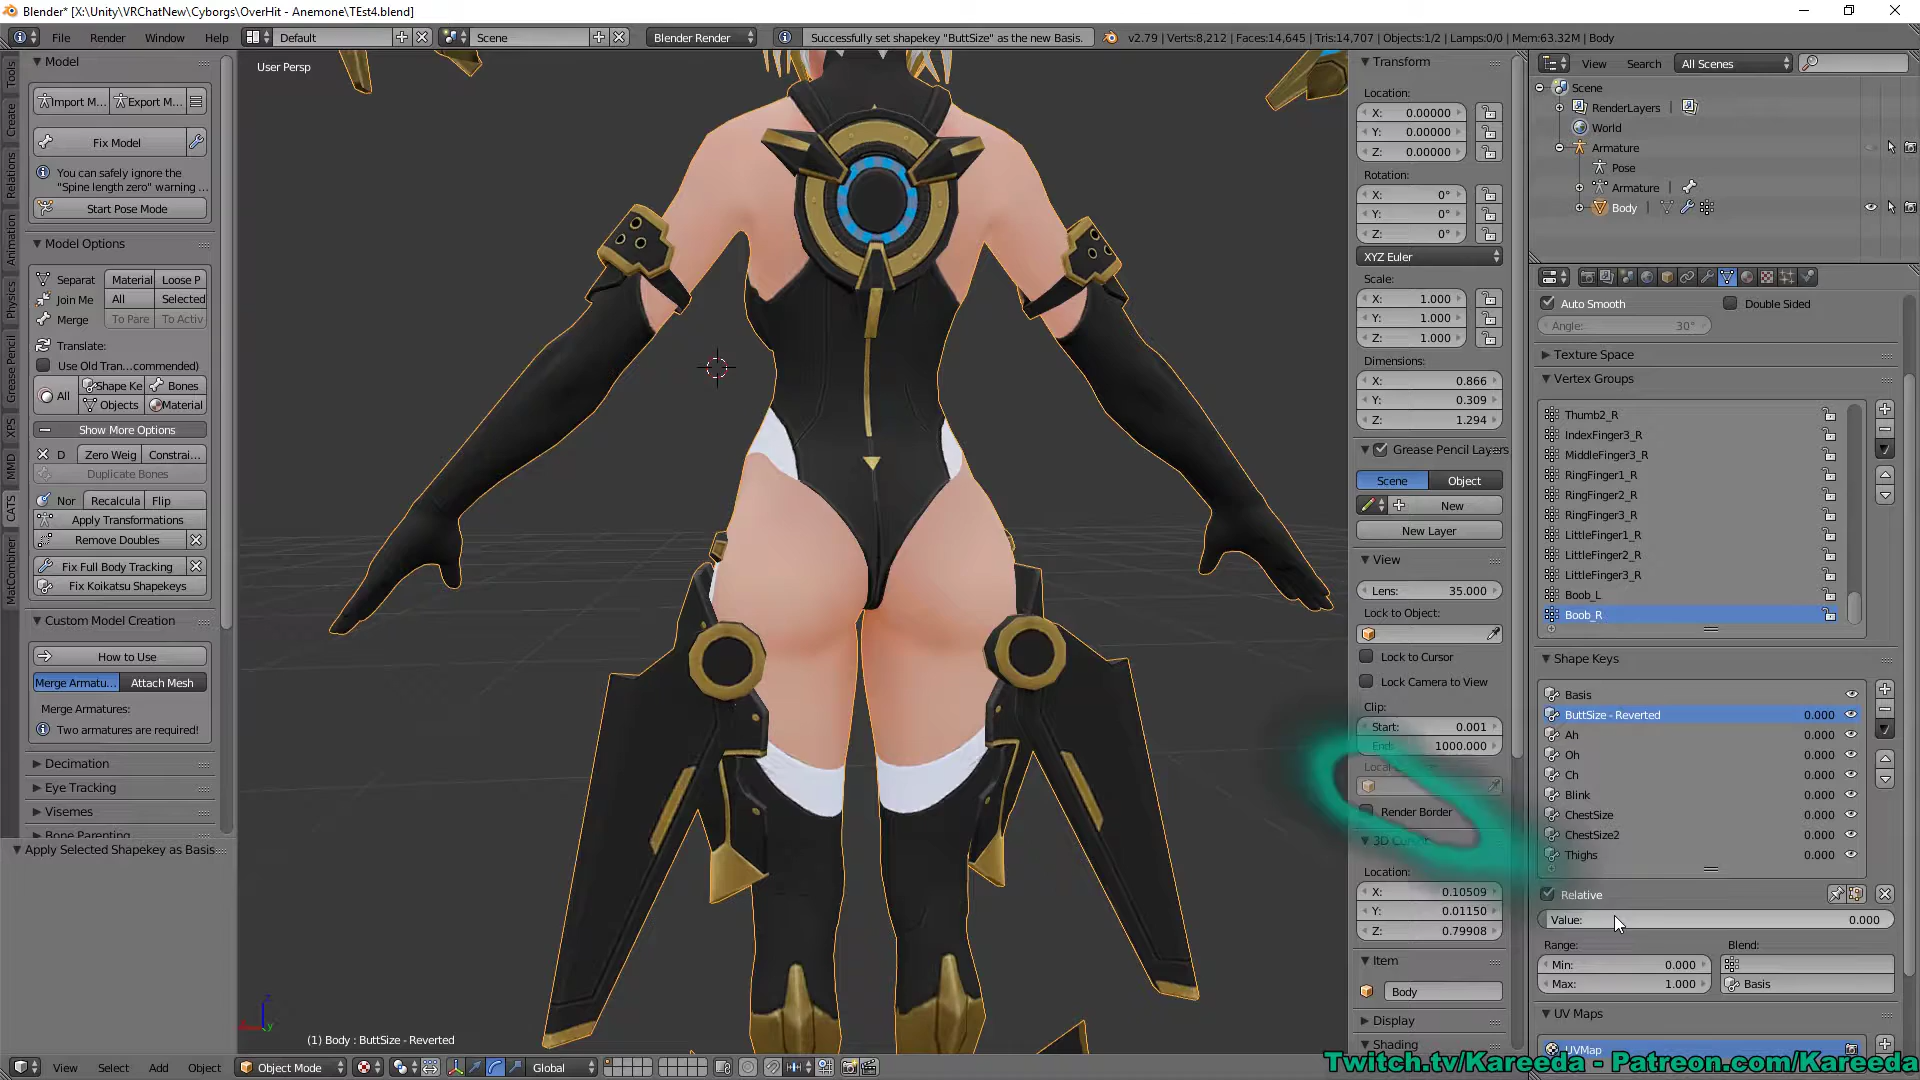 Blender* [X:\Unity\VRChatNew\Cyborgs\OverHit - Anemone\TEst4.blend]
File Render Window Help Default Scene Blender Render Successfully set shapekey "ButtSize" as the new Basis. v2.79 | Verts:8,212 | Faces:14,645 | Tris:14,707 | Objects:1/2 | Lamps:0/0 | Mem:63.32M | Body
Tools
Create
Relations
Animation
Physics
Grease Pencil
XPS
MMD
CATS
MatCombiner
Model
Import M... Export M...
Fix Model
You can safely ignore the
"Spine length zero" warning ...
Start Pose Mode
Model Options
Separat Material Loose P
Join Me All Selected
Merge To Pare To Activ
Translate:
Use Old Tran...commended)
All Shape Ke Bones
Objects Material
Show More Options
D Zero Weig Constrai...
Duplicate Bones
Nor Recalcula Flip
Apply Transformations
Remove Doubles
Fix Full Body Tracking
Fix Koikatsu Shapekeys
Custom Model Creation
How to Use
Merge Armatu... Attach Mesh
Merge Armatures:
Two armatures are required!
Decimation
Eye Tracking
Visemes
Bone Parenting
Apply Selected Shapekey as Basis
User Persp
(1) Body : ButtSize - Reverted
View Select Add Object Object Mode Global
Transform
Location:
X: 0.00000
Y: 0.00000
Z: 0.00000
Rotation:
X: 0°
Y: 0°
Z: 0°
XYZ Euler
Scale:
X: 1.000
Y: 1.000
Z: 1.000
Dimensions:
X: 0.866
Y: 0.309
Z: 1.294
Grease Pencil Layers
Scene Object
New
New Layer
View
Lens: 35.000
Lock to Object:
Lock to Cursor
Lock Camera to View
Clip:
Start: 0.001
End: 1000.000
Render Border
3D Cursor
Location:
X: 0.10509
Y: 0.01150
Z: 0.79908
Item
Body
Display
Shading
View Search All Scenes
Scene
RenderLayers |
World
Armature
Pose
Armature |
Body |
Auto Smooth Double Sided
Angle: 30°
Texture Space
Vertex Groups
Thumb2_R
IndexFinger3_R
MiddleFinger3_R
RingFinger1_R
RingFinger2_R
RingFinger3_R
LittleFinger1_R
LittleFinger2_R
LittleFinger3_R
Boob_L
Boob_R
Shape Keys
Basis
ButtSize - Reverted 0.000
Ah 0.000
Oh 0.000
Ch 0.000
Blink 0.000
ChestSize 0.000
ChestSize2 0.000
Thighs 0.000
Relative
Value: 0.000
Range: Blend:
Min: 0.000
Max: 1.000 Basis
UV Maps
UVMap
Twitch.tv/Kareeda - Patreon.com/Kareeda